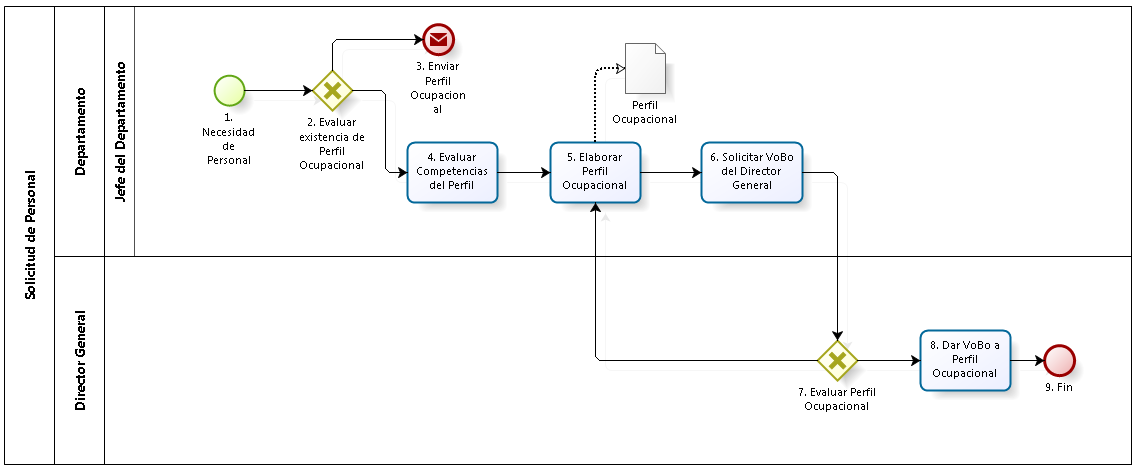 Solicitud de Personal
Departamento
Jefe del Departamento
Director General
1.
Necesidad
de
Personal
2. Evaluar
existencia de
Perfil
Ocupacional
3. Enviar
Perfil
Ocupacion
al
4. Evaluar
Competencias
del Perfil
5. Elaborar
Perfil
Ocupacional
Perfil
Ocupacional
6. Solicitar VoBo
del Director
General
7. Evaluar Perfil
Ocupacional
8. Dar VoBo a
Perfil
Ocupacional
9. Fin